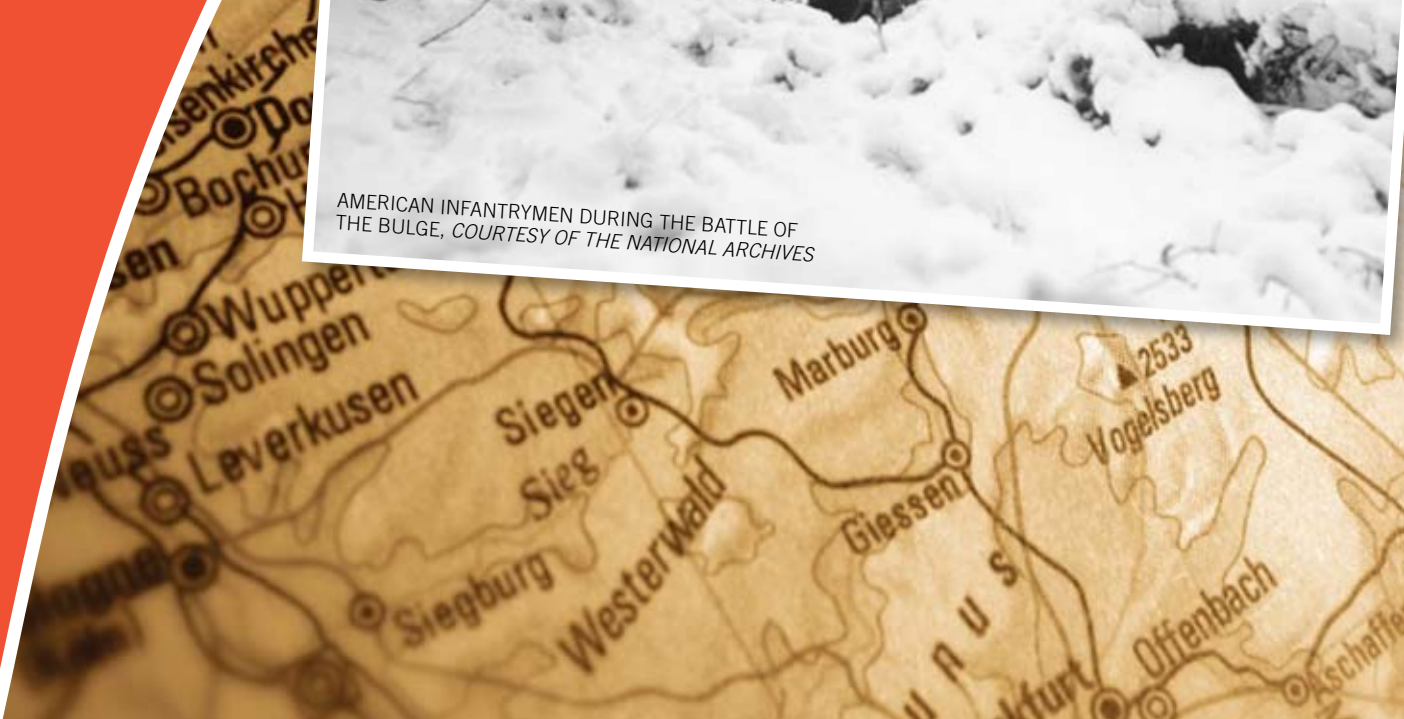 Bochum
AMERICAN INFANTRYMEN DURING THE BATTLE OF
THE BULGE, COURTESY OF THE NATIONAL ARCHIVES
Solingen
Marburg
2533
Vogelsberg
Leverkusen
Siegen
Sieg
Westerwald
Giessen
Siegburg
Offenbach